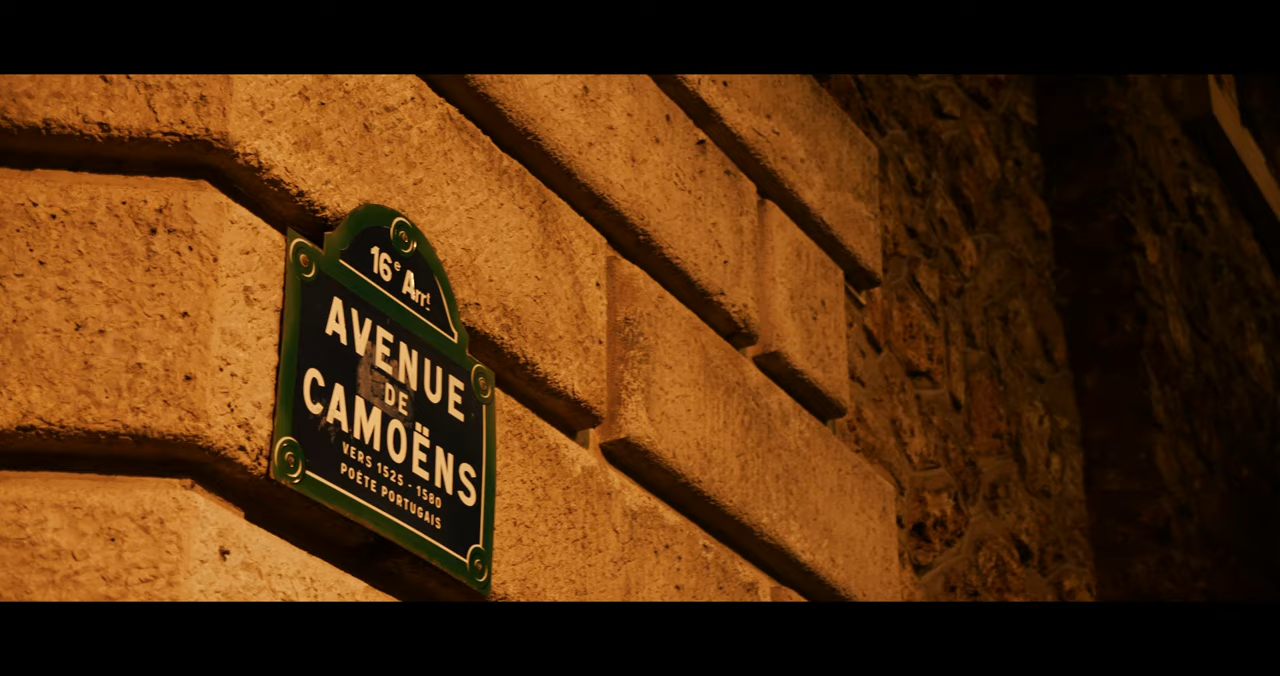 16e Arrt
AVENUE
DE
CAMOËNS
VERS 1525 - 1580
POÈTE PORTUGAIS